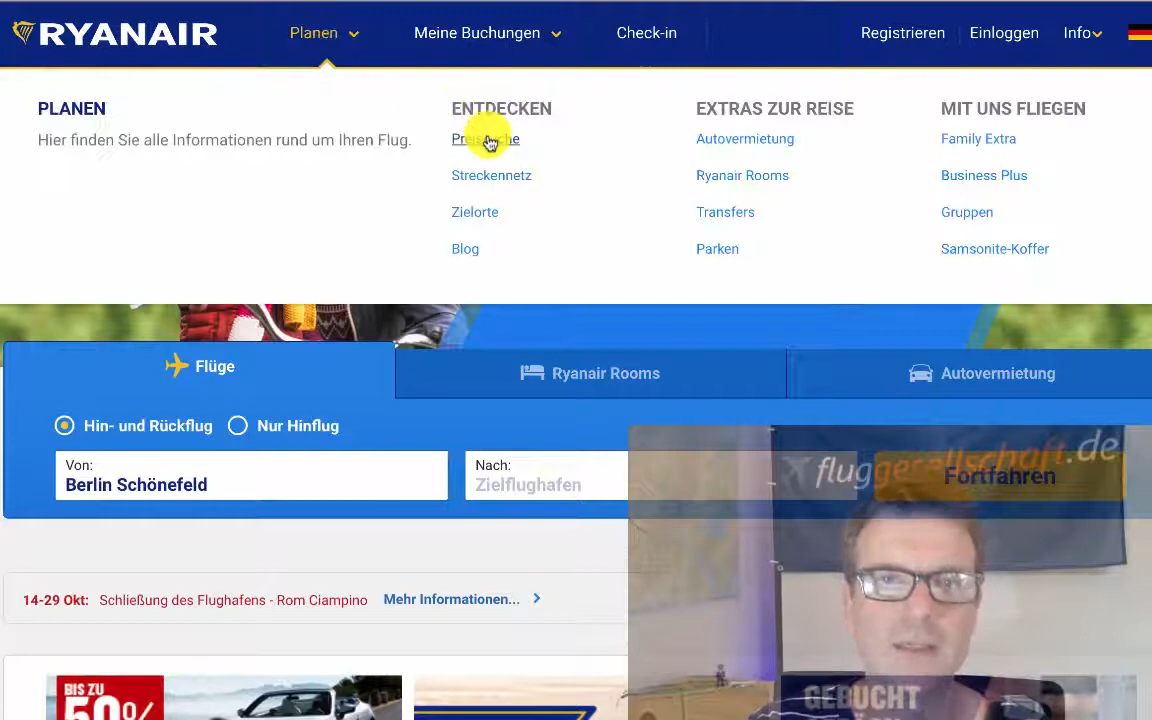 RYANAIR
Planen
Meine Buchungen
Check-in
Registrieren
Einloggen
Info
PLANEN
Hier finden Sie alle Informationen rund um Ihren Flug.
ENTDECKEN
Preissuche
Streckennetz
Zielorte
Blog
EXTRAS ZUR REISE
Autovermietung
Ryanair Rooms
Transfers
Parken
MIT UNS FLIEGEN
Family Extra
Business Plus
Gruppen
Samsonite-Koffer
Flüge
Ryanair Rooms
Autovermietung
Hin- und Rückflug
Nur Hinflug
Von:
Berlin Schönefeld
Nach:
Zielflughafen
Fortfahren
fluggesellschaft.de
14-29 Okt: Schließung des Flughafens - Rom Ciampino Mehr Informationen...
BIS ZU
50%
GEBUCHT